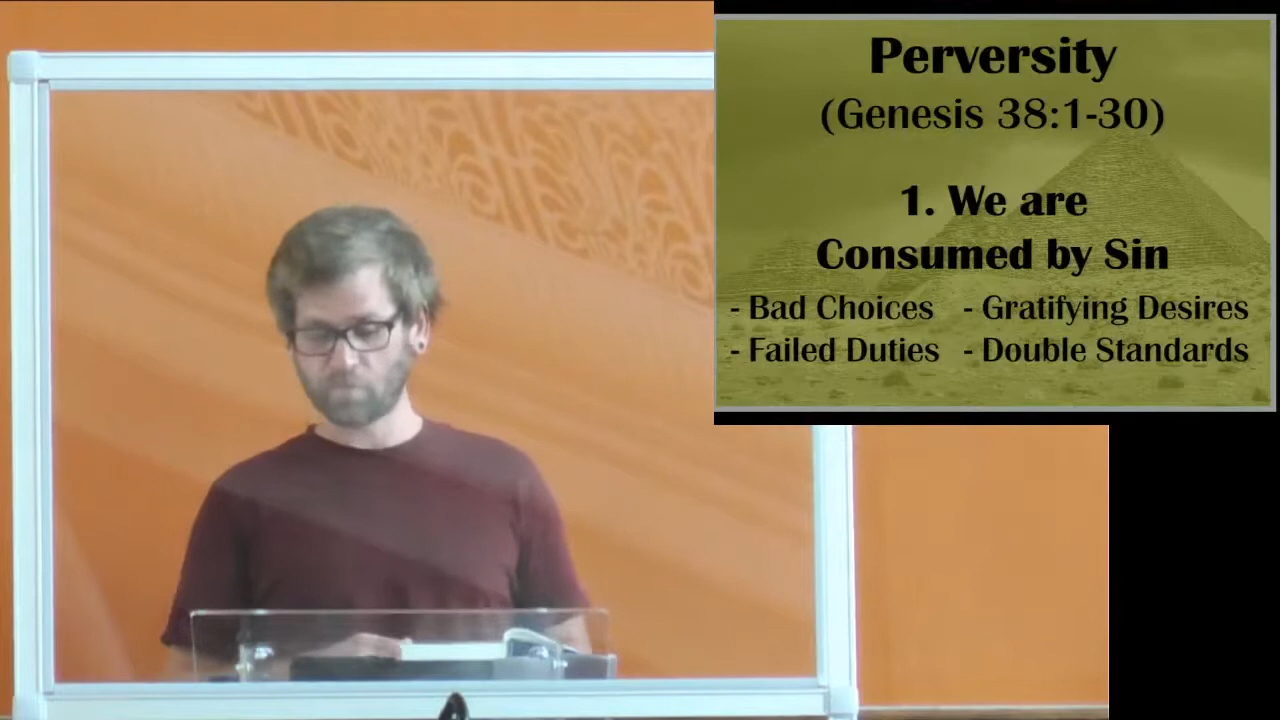 Perversity
(Genesis 38:1-30)
1. We are
Consumed by Sin
- Bad Choices - Gratifying Desires
- Failed Duties - Double Standards